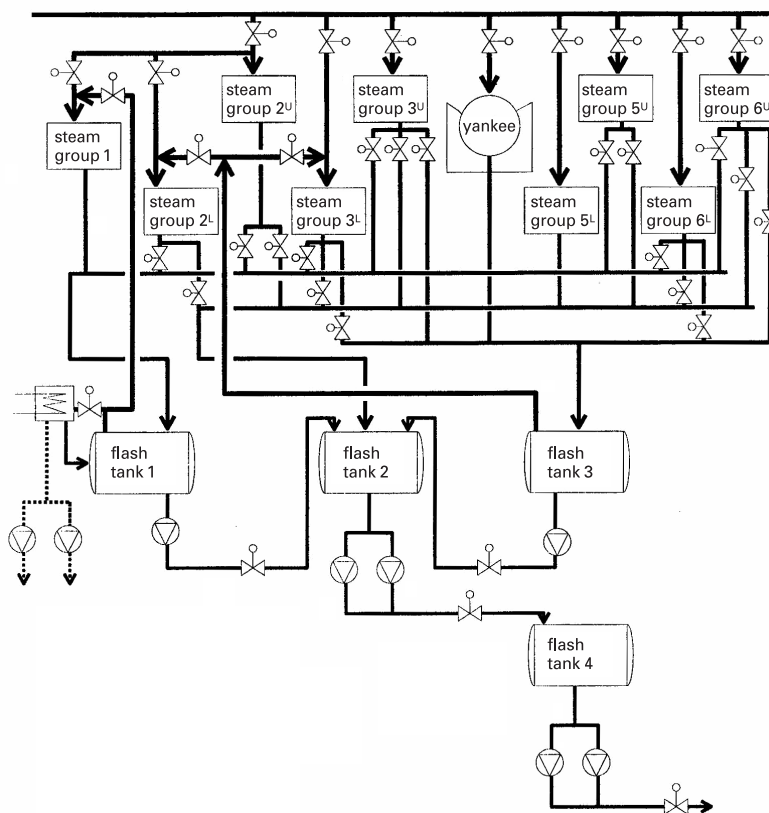 steam
group 2ᵁ
steam
group 3ᵁ
yankee
steam
group 5ᵁ
steam
group 6ᵁ
steam
group 1
steam
group 2ᴸ
steam
group 3ᴸ
steam
group 5ᴸ
steam
group 6ᴸ
flash
tank 1
flash
tank 2
flash
tank 3
flash
tank 4